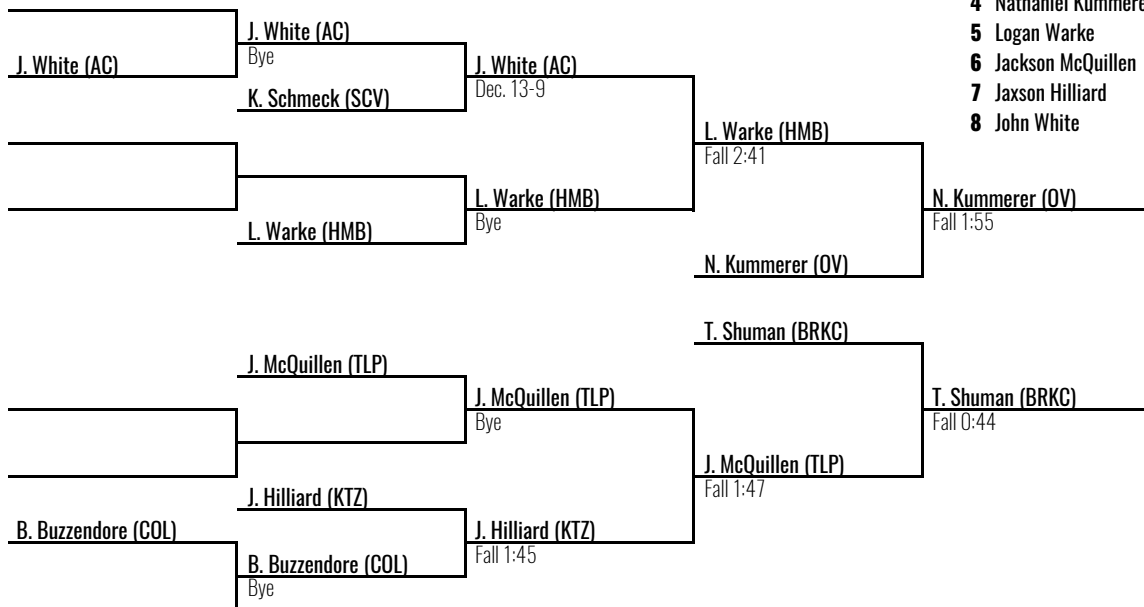 4 Nathaniel
5 Logan Warke
6 Jackson McQuillen
7 Jaxson Hilliard
8 John White
J. White (AC)
J. White (AC)
Bye
K. Schmeck (SCV)
J. White (AC)
Dec. 13-9
L. Warke (HMB)
L. Warke (HMB)
Bye
L. Warke (HMB)
Fall 2:41
N. Kummerer (OV)
N. Kummerer (OV)
Fall 1:55
T. Shuman (BRKC)
J. McQuillen (TLP)
J. McQuillen (TLP)
Bye
T. Shuman (BRKC)
Fall 0:44
J. McQuillen (TLP)
Fall 1:47
J. Hilliard (KTZ)
B. Buzzendore (COL)
J. Hilliard (KTZ)
Fall 1:45
B. Buzzendore (COL)
Bye